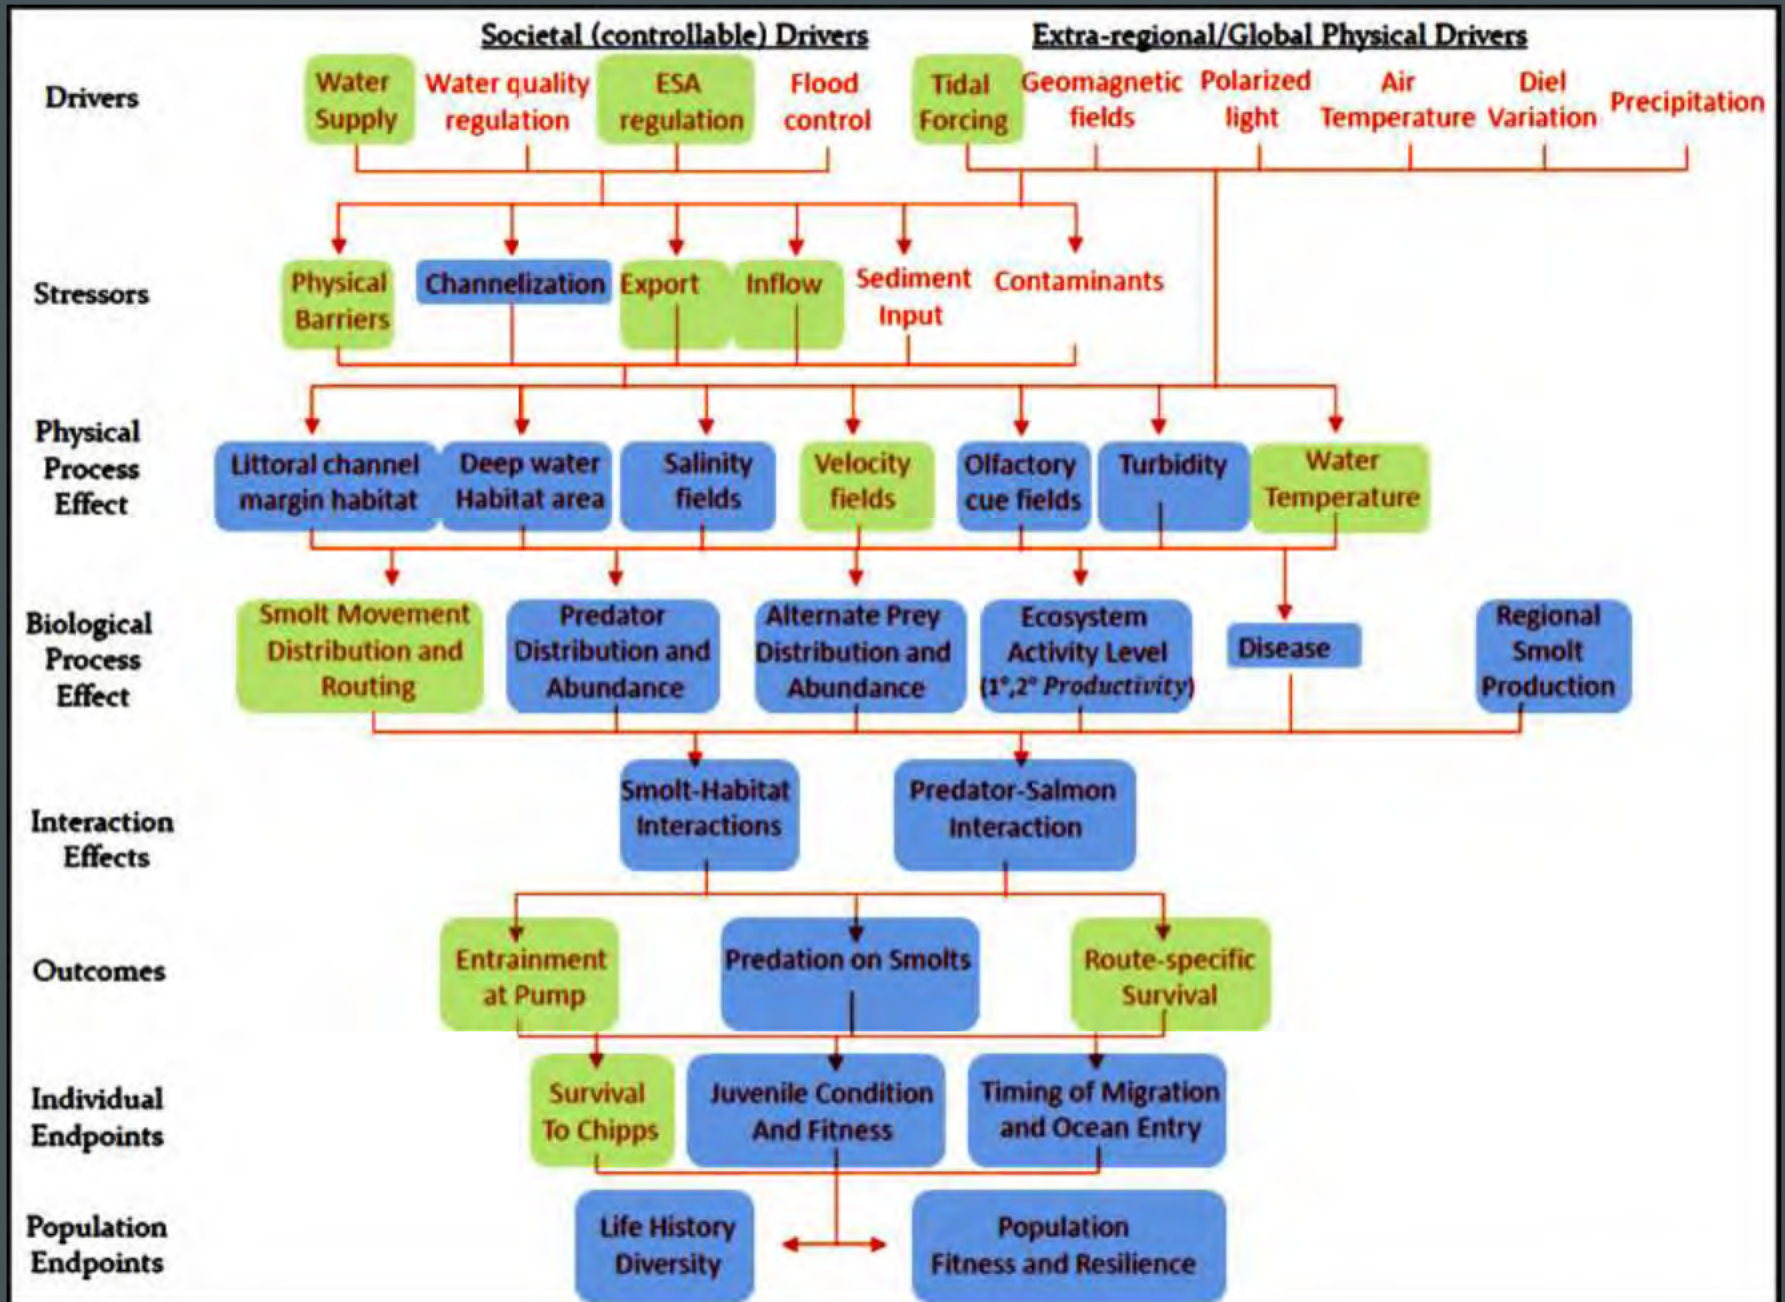 Societal (controllable) Drivers
Extra-regional/Global Physical Drivers
Drivers
Water
Supply
Water quality
regulation
ESA
regulation
Flood
control
Tidal
Forcing
Geomagnetic
fields
Polarized
light
Air
Temperature
Diel
Variation
Precipitation
Stressors
Physical
Barriers
Channelization
Export
Inflow
Sediment
Input
Contaminants
Physical
Process
Effect
Littoral channel
margin habitat
Deep water
Habitat area
Salinity
fields
Velocity
fields
Olfactory
cue fields
Turbidity
Water
Temperature
Biological
Process
Effect
Smolt Movement
Distribution and
Routing
Predator
Distribution and
Abundance
Alternate Prey
Distribution and
Abundance
Ecosystem
Activity Level
(1°,2° Productivity)
Disease
Regional
Smolt
Production
Interaction
Effects
Smolt-Habitat
Interactions
Predator-Salmon
Interaction
Outcomes
Entrainment
at Pump
Predation on Smolts
Route-specific
Survival
Individual
Endpoints
Survival
To Chipps
Juvenile Condition
And Fitness
Timing of Migration
and Ocean Entry
Population
Endpoints
Life History
Diversity
Population
Fitness and Resilience